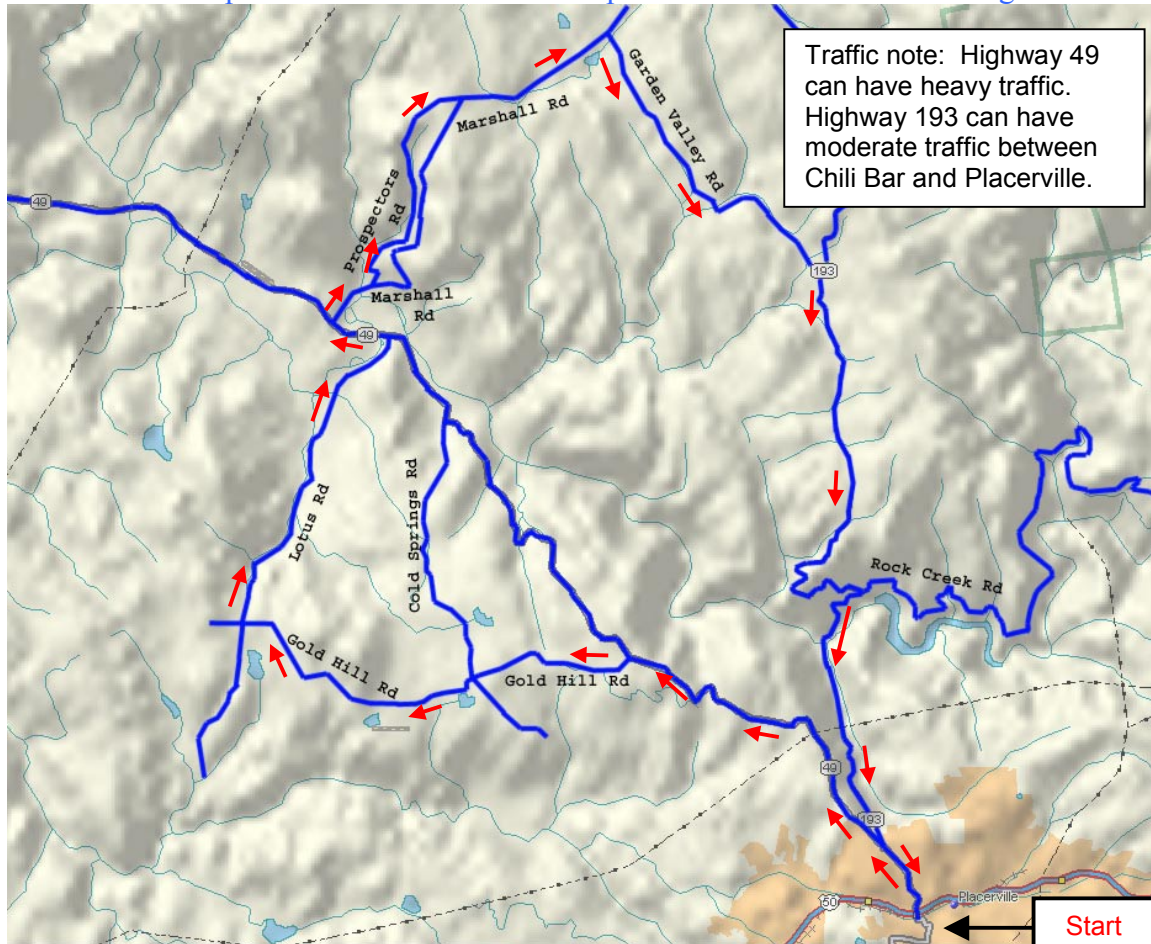 Traffic note: Highway 49
can have heavy traffic.
Highway 193 can have
moderate traffic between
Chili Bar and Placerville.
Garden Valley Rd
Marshall Rd
Prospectors
Rd
49
193
Marshall
Rd
49
Lotus Rd
Cold Springs Rd
Rock Creek Rd
Gold Hill Rd
Gold Hill Rd
49
193
50
Placerville
Start